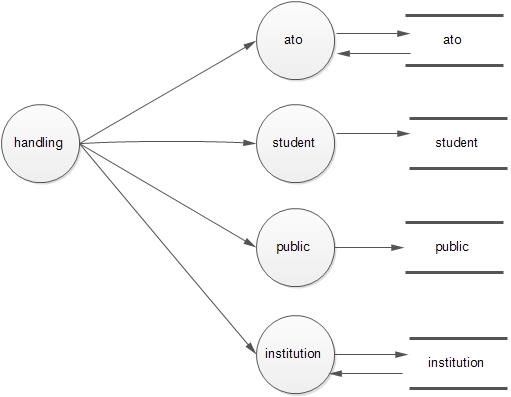 ato
ato
handling
student
student
public
public
institution
institution